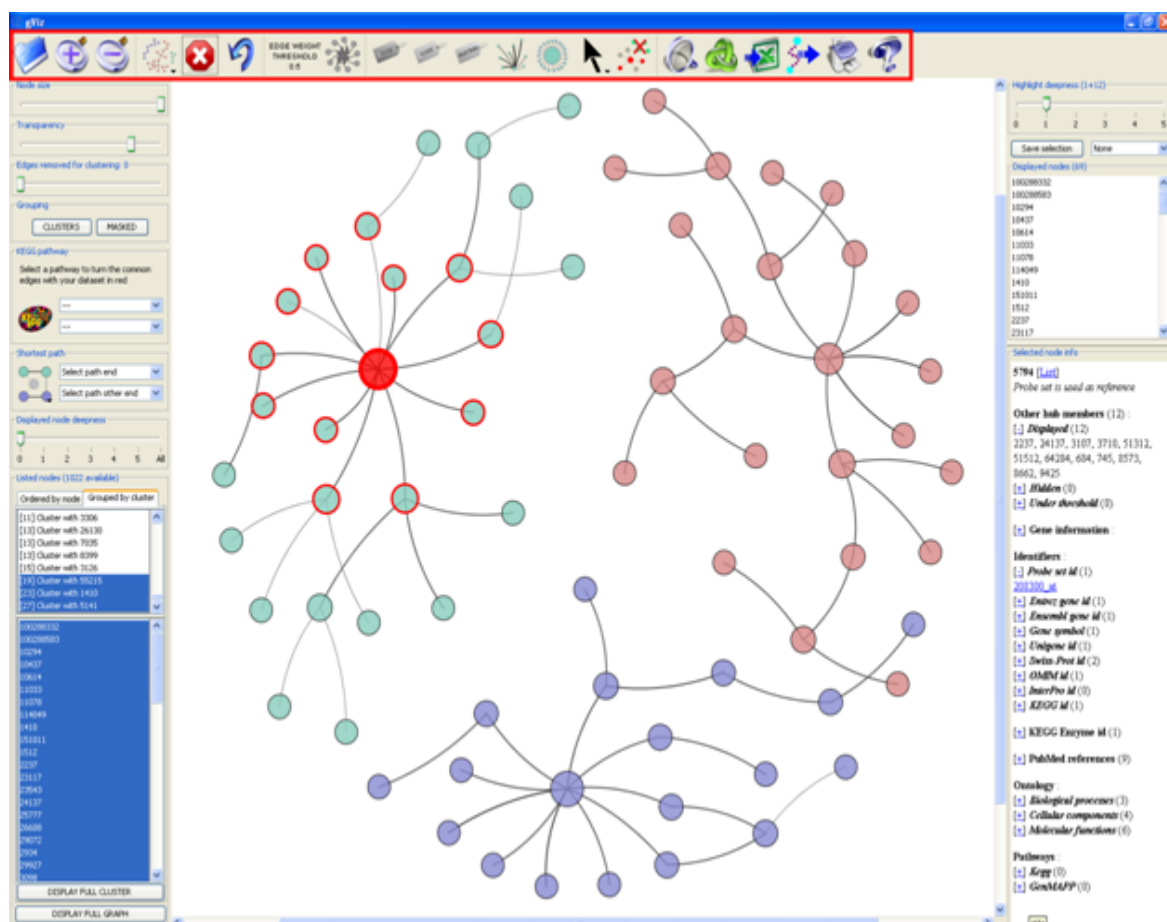 gViz
EDGE WEIGHT
THRESHOLD
0.5
Node size
Transparency
Edges removed for clustering: 0
Grouping
CLUSTERS MASKED
KEGG pathway
Select a pathway to turn the common
edges with your dataset in red
---
---
Shortest path
Select path end
Select path other end
Displayed node deepness
0 1 2 3 4 5 All
Listed nodes (1022 available)
Ordered by node Grouped by cluster
[11] Cluster with 3306
[13] Cluster with 26130
[13] Cluster with 7035
[13] Cluster with 8399
[15] Cluster with 3126
[19] Cluster with 55215
[23] Cluster with 1410
[27] Cluster with 5141
100288332
100288583
10294
10437
10614
11033
11078
114049
1410
151011
1512
2237
23117
23543
24137
25777
26608
29072
2934
29927
3098
DISPLAY FULL CLUSTER
DISPLAY FULL GRAPH
Highlight deepness (1+12)
0 1 2 3 4 5
Save selection None
Displayed nodes (69)
100288332
100288583
10294
10437
10614
11033
11078
114049
1410
151011
1512
2237
23117
Selected node info
5794 [List]
Probe set is used as reference
Other hub members (12) :
[-] Displayed (12)
2237, 24137, 3107, 3710, 51312,
51512, 64284, 684, 745, 8573,
8662, 9425
[+] Hidden (0)
[+] Under threshold (0)
[+] Gene information :
Identifiers :
[-] Probe set id (1)
208300_at
[+] Entrez gene id (1)
[+] Ensembl gene id (1)
[+] Gene symbol (1)
[+] Unigene id (1)
[+] Swiss-Prot id (2)
[+] OMIM id (1)
[+] InterPro id (0)
[+] KEGG id (1)
[+] KEGG Enzyme id (1)
[+] PubMed references (9)
Ontology :
[+] Biological processes (3)
[+] Cellular components (4)
[+] Molecular functions (6)
Pathways :
[+] Kegg (0)
[+] GenMAPP (0)